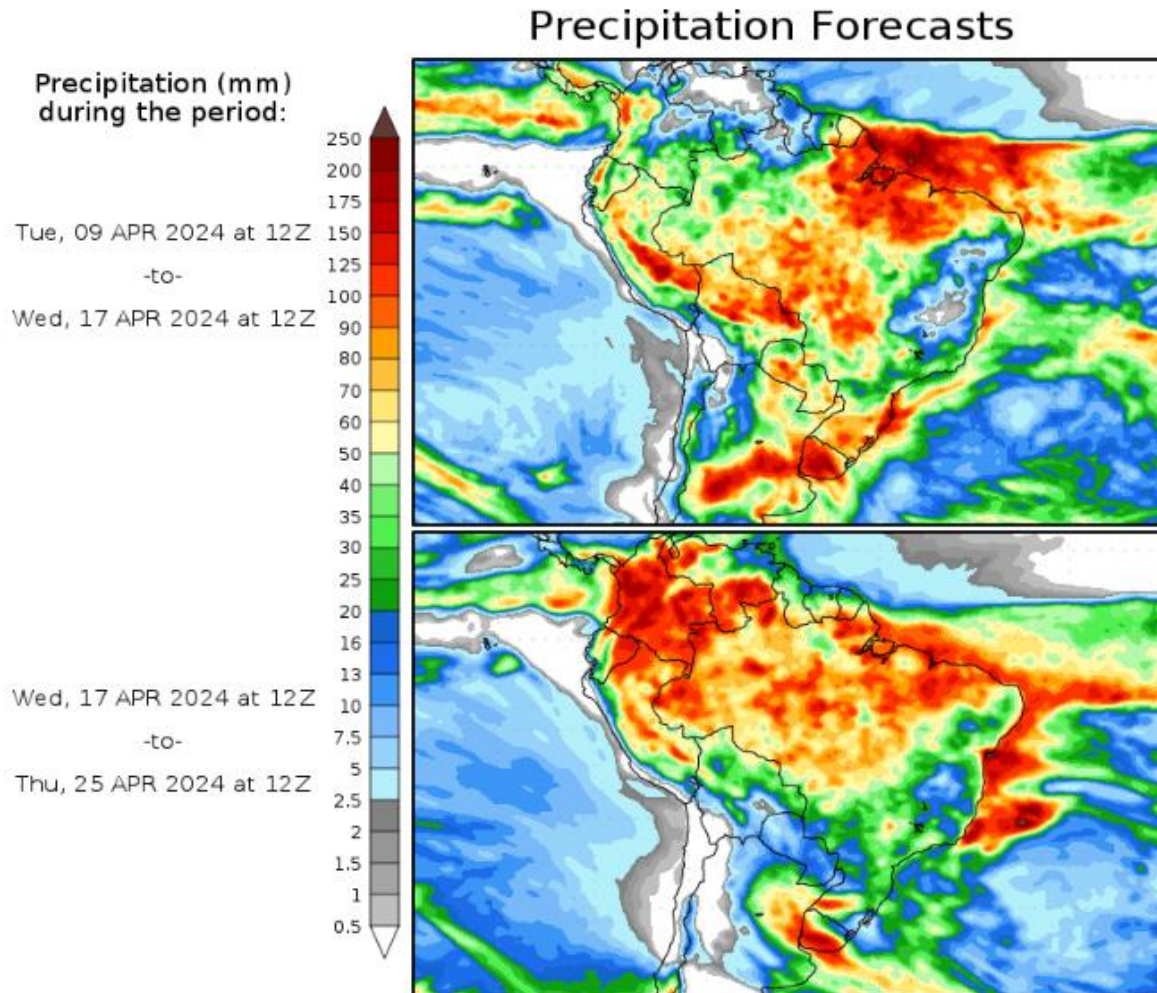 Precipitation Forecasts
Precipitation (mm)
during the period:
250
200
175
150
125
100
90
80
70
60
50
40
35
30
25
20
16
13
10
7.5
5
2.5
2
1.5
1
0.5
Tue, 09 APR 2024 at 12Z
-to-
Wed, 17 APR 2024 at 12Z
Wed, 17 APR 2024 at 12Z
-to-
Thu, 25 APR 2024 at 12Z